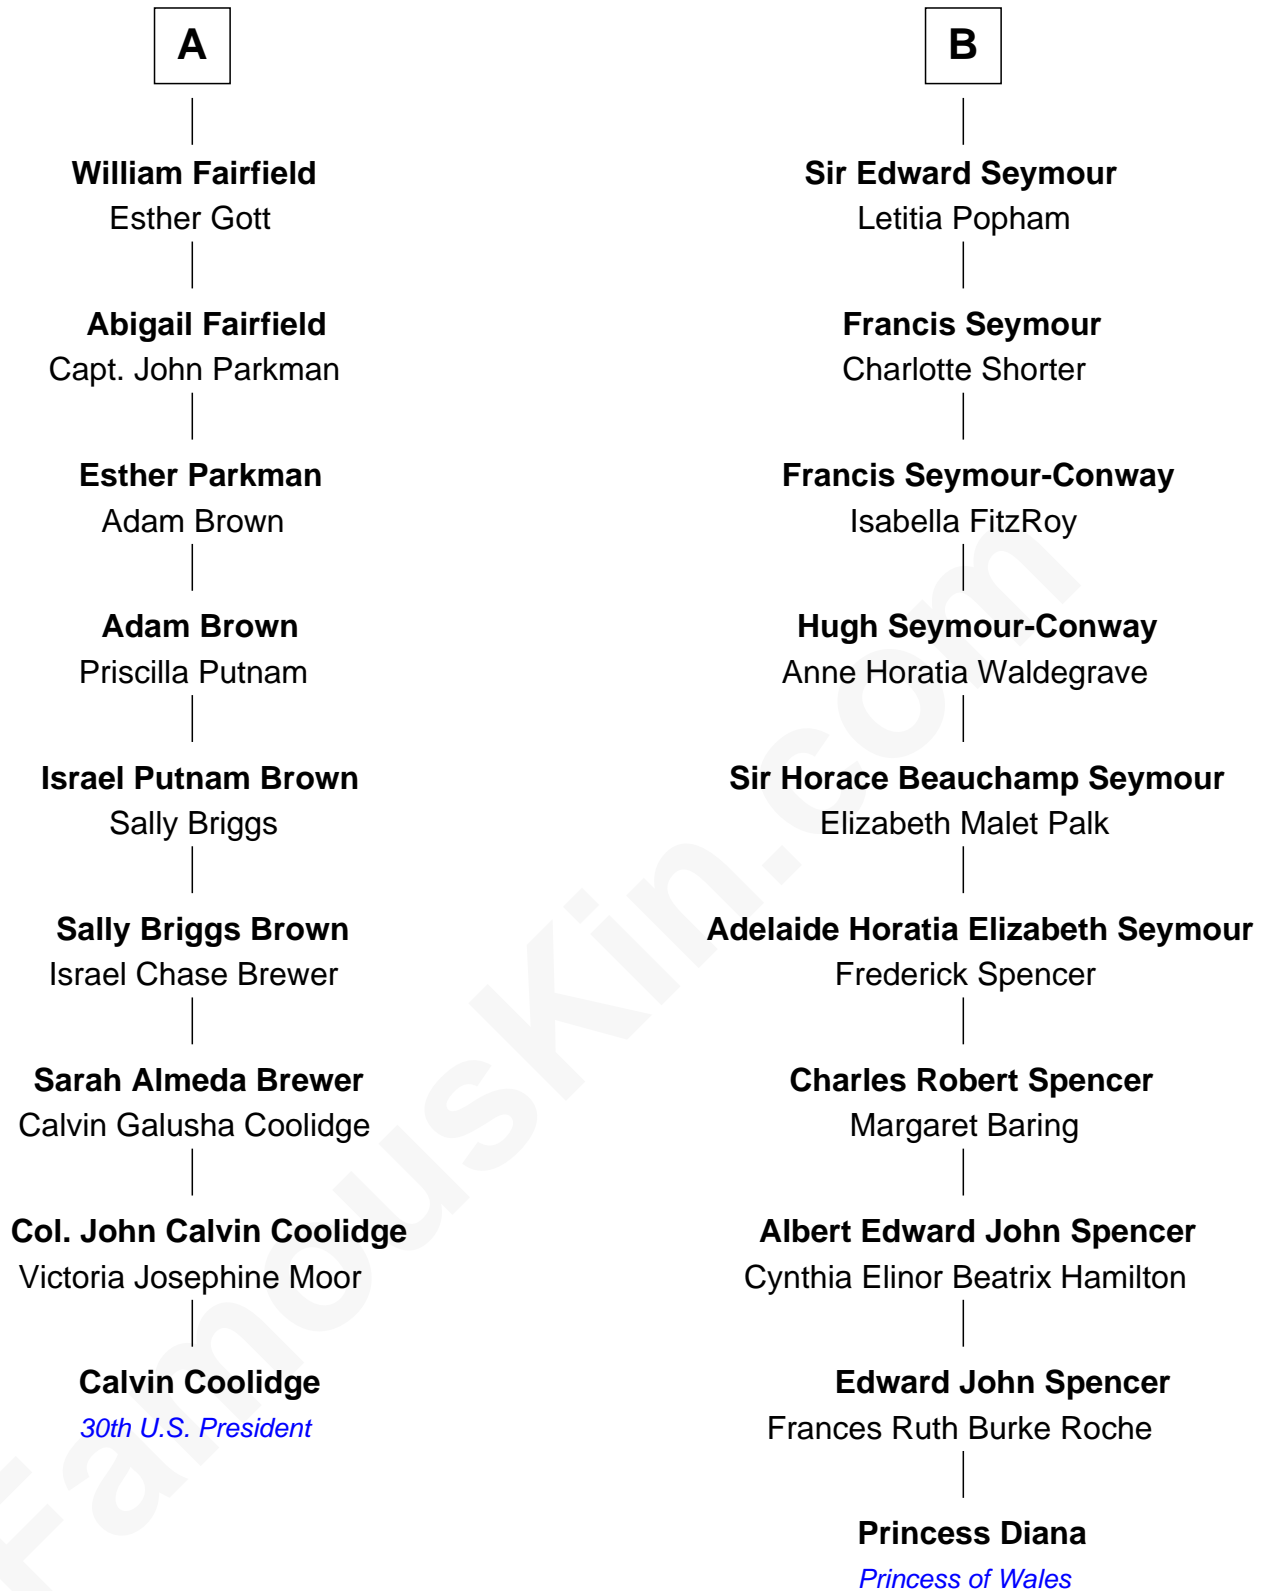 A
William Fairfield
Esther Gott
Abigail Fairfield
Capt. John Parkman
Esther Parkman
Adam Brown
Adam Brown
Priscilla Putnam
Israel Putnam Brown
Sally Briggs
Sally Briggs Brown
Israel Chase Brewer
Sarah Almeda Brewer
Calvin Galusha Coolidge
Col. John Calvin Coolidge
Victoria Josephine Moor
Calvin Coolidge
30th U.S. President
B
Sir Edward Seymour
Letitia Popham
Francis Seymour
Charlotte Shorter
Francis Seymour-Conway
Isabella FitzRoy
Hugh Seymour-Conway
Anne Horatia Waldegrave
Sir Horace Beauchamp Seymour
Elizabeth Malet Palk
Adelaide Horatia Elizabeth Seymour
Frederick Spencer
Charles Robert Spencer
Margaret Baring
Albert Edward John Spencer
Cynthia Elinor Beatrix Hamilton
Edward John Spencer
Frances Ruth Burke Roche
Princess Diana
Princess of Wales
FamousKin.com